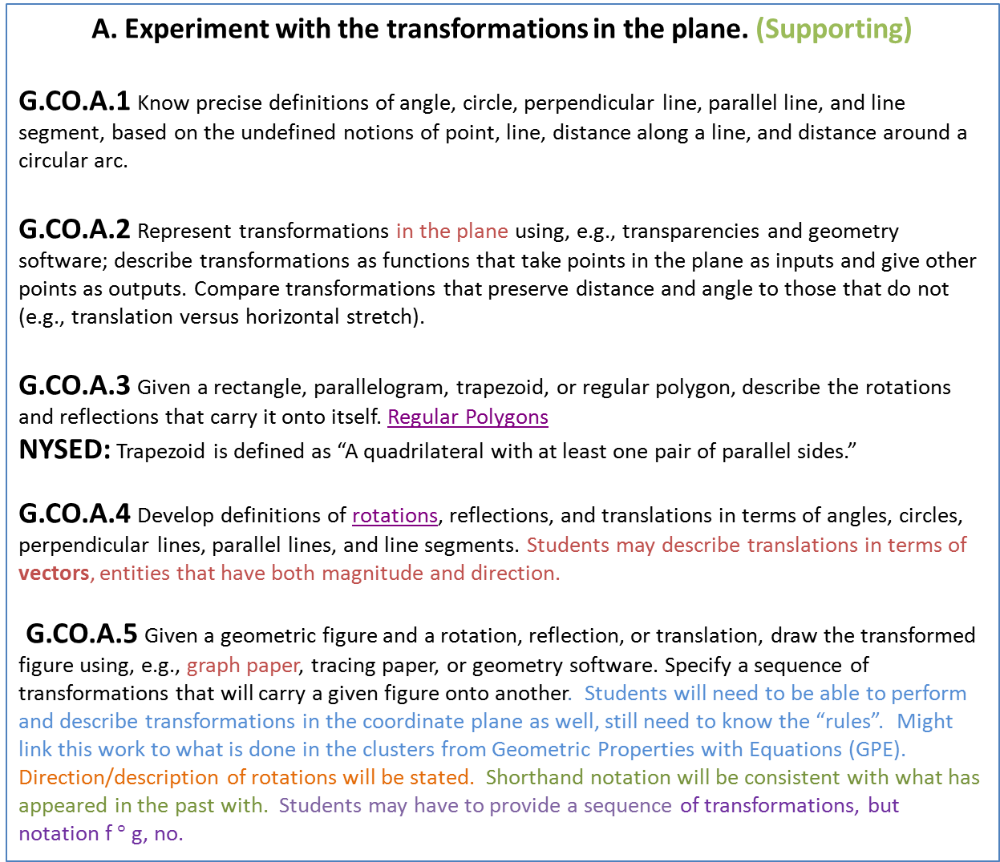 A. Experiment with the transformations in the plane. (Supporting)
G.CO.A.1 Know precise definitions of angle, circle, perpendicular line, parallel line, and line
segment, based on the undefined notions of point, line, distance along a line, and distance around a
circular arc.
G.CO.A.2 Represent transformations in the plane using, e.g., transparencies and geometry
software; describe transformations as functions that take points in the plane as inputs and give other
points as outputs. Compare transformations that preserve distance and angle to those that do not
(e.g., translation versus horizontal stretch).
G.CO.A.3 Given a rectangle, parallelogram, trapezoid, or regular polygon, describe the rotations
and reflections that carry it onto itself. Regular Polygons
NYSED: Trapezoid is defined as “A quadrilateral with at least one pair of parallel sides.”
G.CO.A.4 Develop definitions of rotations, reflections, and translations in terms of angles, circles,
perpendicular lines, parallel lines, and line segments. Students may describe translations in terms of
vectors, entities that have both magnitude and direction.
G.CO.A.5 Given a geometric figure and a rotation, reflection, or translation, draw the transformed
figure using, e.g., graph paper, tracing paper, or geometry software. Specify a sequence of
transformations that will carry a given figure onto another. Students will need to be able to perform
and describe transformations in the coordinate plane as well, still need to know the “rules”. Might
link this work to what is done in the clusters from Geometric Properties with Equations (GPE).
Direction/description of rotations will be stated. Shorthand notation will be consistent with what has
appeared in the past with. Students may have to provide a sequence of transformations, but
notation f ° g, no.